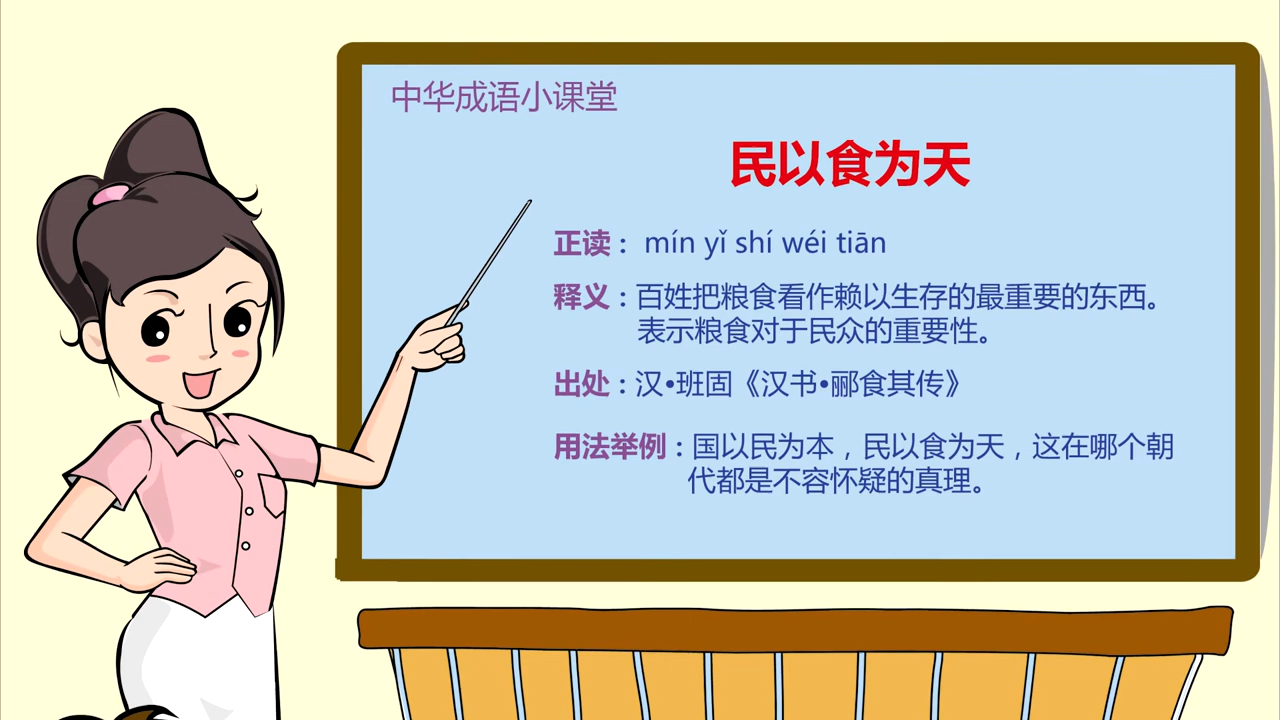 中华成语小课堂
民以食为天
正读： mín yǐ shí wéi tiān
释义：百姓把粮食看作赖以生存的最重要的东西。
表示粮食对于民众的重要性。
出处：汉•班固《汉书•郦食其传》
用法举例：国以民为本，民以食为天，这在哪个朝
代都是不容怀疑的真理。